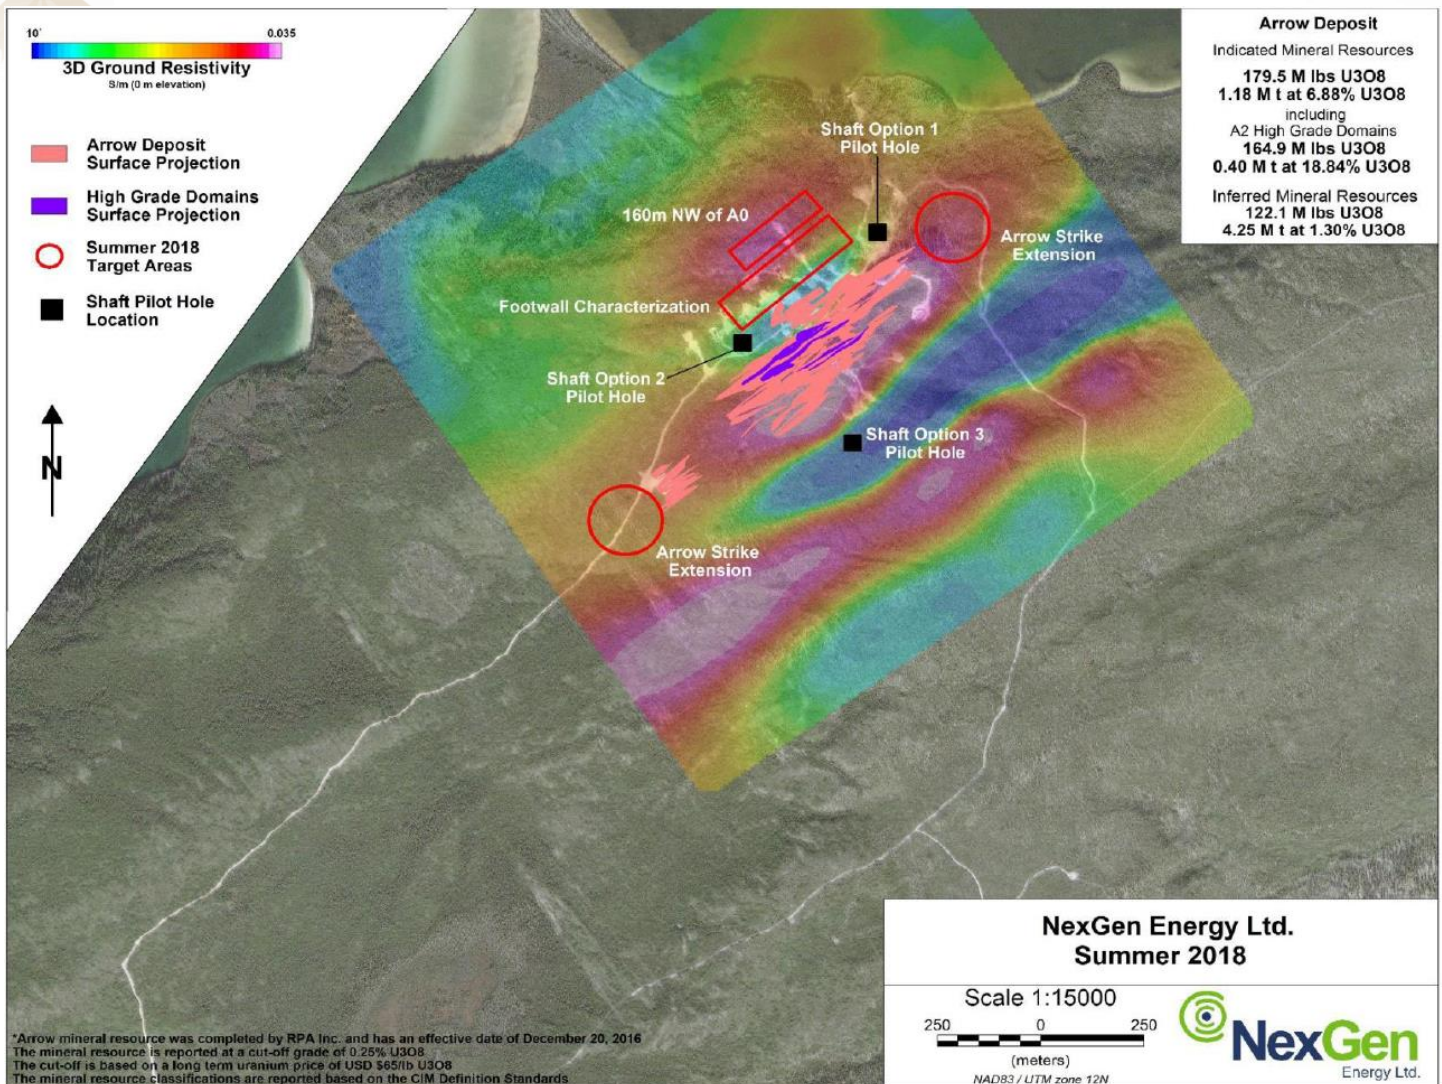 10⁻
0.035
3D Ground Resistivity
S/m (0 m elevation)
Arrow Deposit
Surface Projection
High Grade Domains
Surface Projection
Summer 2018
Target Areas
Shaft Pilot Hole
Location
N
Shaft Option 1
Pilot Hole
160m NW of A0
Arrow Strike
Extension
Footwall Characterization
Shaft Option 2
Pilot Hole
Shaft Option 3
Pilot Hole
Arrow Strike
Extension
Arrow Deposit
Indicated Mineral Resources
179.5 M lbs U3O8
1.18 M t at 6.88% U3O8
including
A2 High Grade Domains
164.9 M lbs U3O8
0.40 M t at 18.84% U3O8
Inferred Mineral Resources
122.1 M lbs U3O8
4.25 M t at 1.30% U3O8
*Arrow mineral resource was completed by RPA Inc. and has an effective date of December 20, 2016
The mineral resource is reported at a cut-off grade of 0.25% U3O8
The cut-off is based on a long term uranium price of USD $65/lb U3O8
The mineral resource classifications are reported based on the CIM Definition Standards
NexGen Energy Ltd.
Summer 2018
Scale 1:15000
250 0 250
(meters)
NAD83 / UTM zone 12N
NexGen
Energy Ltd.